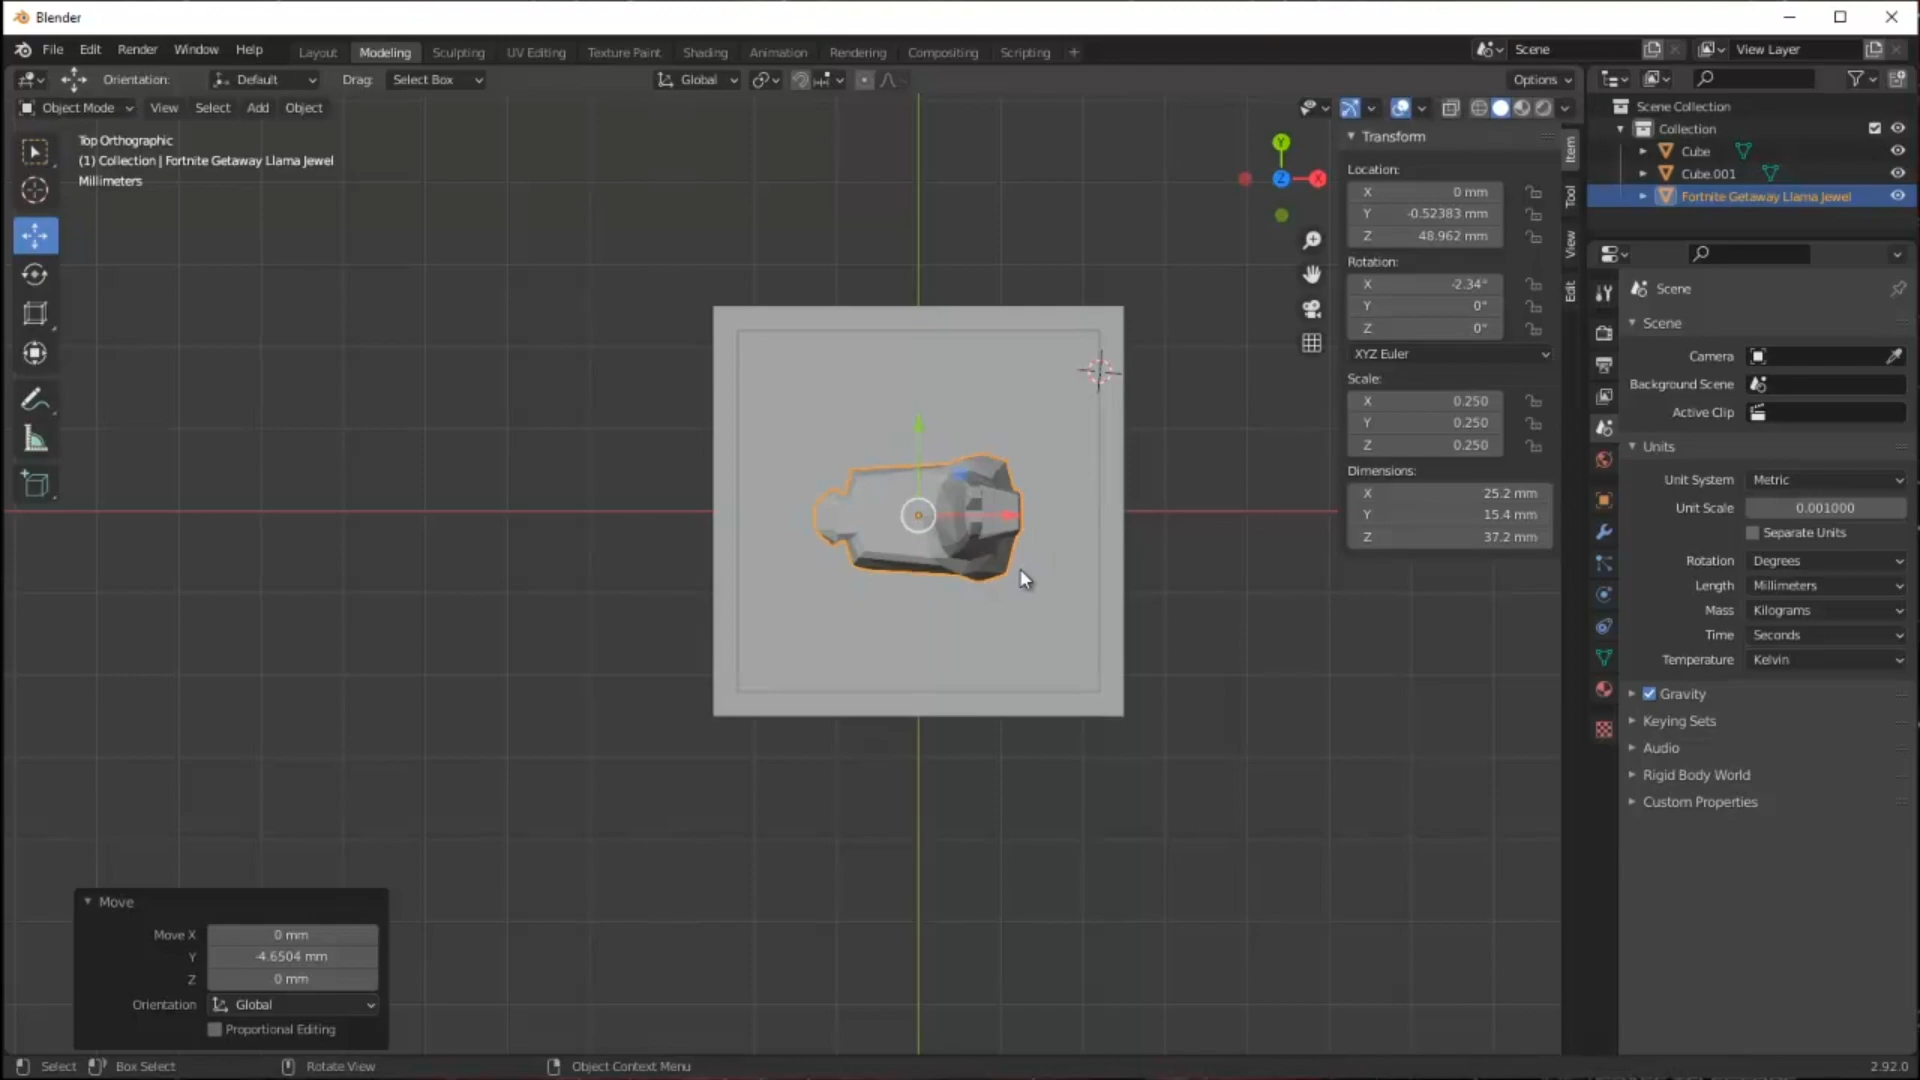 Blender
File Edit Render Window Help Layout Modeling Sculpting UV Editing Texture Paint Shading Animation Rendering Compositing Scripting + Scene View Layer
Orientation: Default Drag: Select Box Global Options
Object Mode View Select Add Object
Top Orthographic
(1) Collection | Fortnite Getaway Llama Jewel
Millimeters
Y
Z
X
Transform
Location:
X 0 mm
Y -0.52383 mm
Z 48.962 mm
Rotation:
X -2.34°
Y 0°
Z 0°
XYZ Euler
Scale:
X 0.250
Y 0.250
Z 0.250
Dimensions:
X 25.2 mm
Y 15.4 mm
Z 37.2 mm
Item
Tool
View
Edit
Scene Collection
Collection
Cube
Cube.001
Fortnite Getaway Llama Jewel
Scene
Scene
Camera
Background Scene
Active Clip
Units
Unit System Metric
Unit Scale 0.001000
Separate Units
Rotation Degrees
Length Millimeters
Mass Kilograms
Time Seconds
Temperature Kelvin
Gravity
Keying Sets
Audio
Rigid Body World
Custom Properties
Move
Move X 0 mm
Y -4.6504 mm
Z 0 mm
Orientation Global
Proportional Editing
Select Box Select Rotate View Object Context Menu 2.92.0